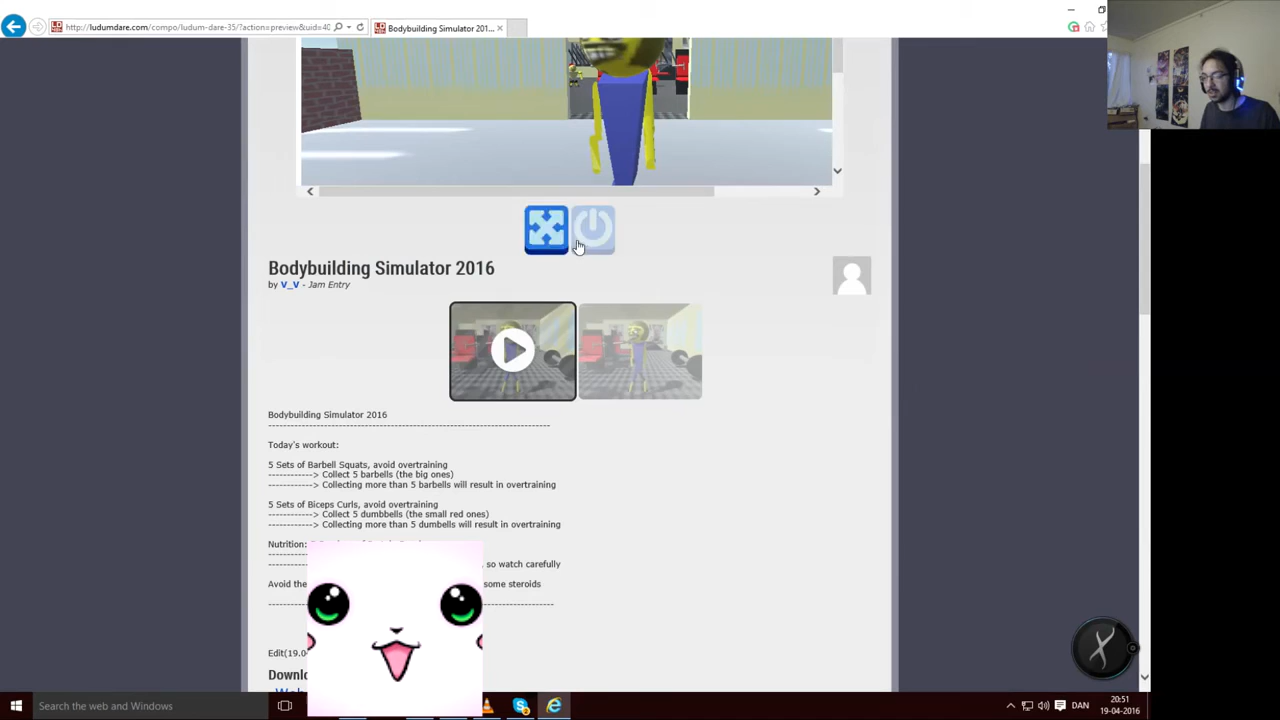 http://ludumdare.com/compo/ludum-dare-35/?action=preview&uid=40
Bodybuilding Simulator 201...
Bodybuilding Simulator 2016
by V_V - Jam Entry
Bodybuilding Simulator 2016
Today's workout:
5 Sets of Barbell Squats, avoid overtraining
------------> Collect 5 barbells (the big ones)
------------> Collecting more than 5 barbells will result in overtraining
5 Sets of Biceps Curls, avoid overtraining
------------> Collect 5 dumbbells (the small red ones)
------------> Collecting more than 5 dumbells will result in overtraining
Nutrition:
so watch carefully
Avoid the
some steroids
Edit(19.0
Downlo
Search the web and Windows
DAN
20:51
19-04-2016